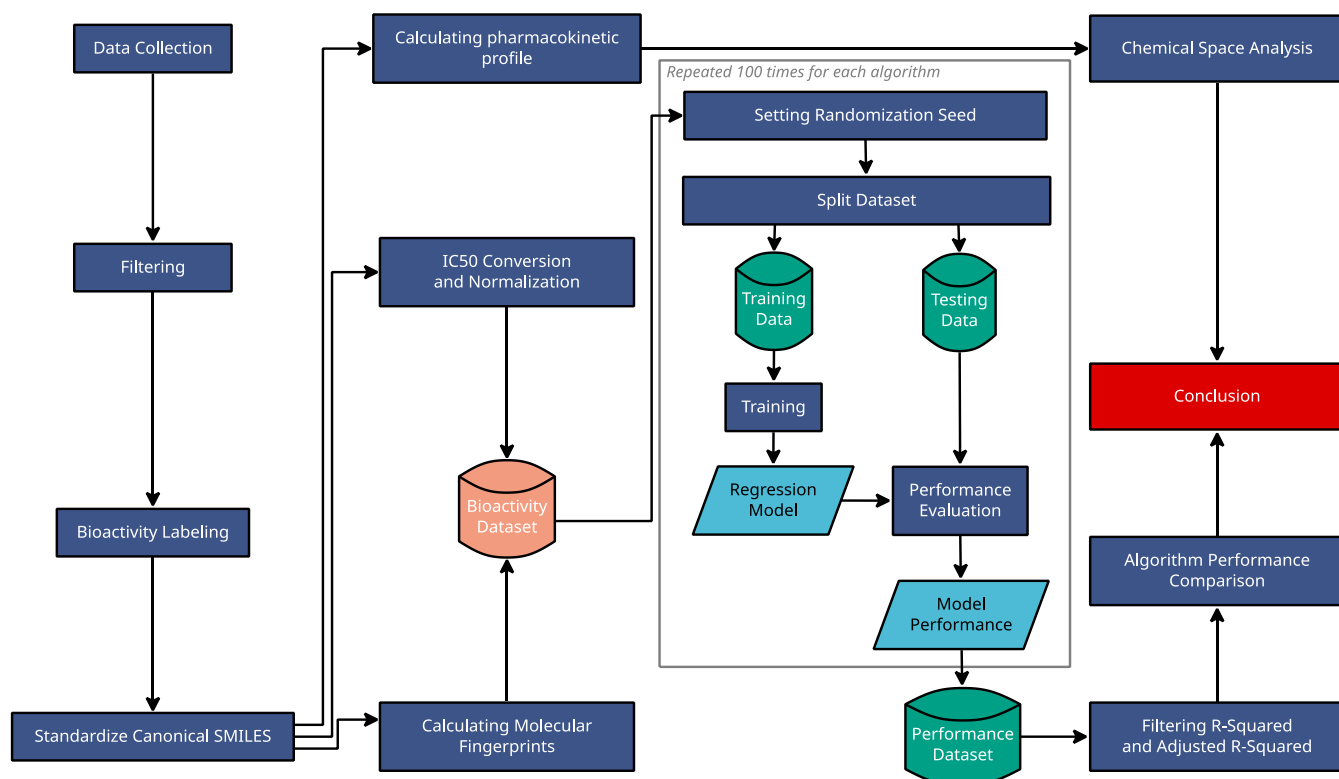 Data Collection
Filtering
Bioactivity Labeling
Standardize Canonical SMILES
Calculating pharmacokinetic
profile
IC50 Conversion
and Normalization
Bioactivity
Dataset
Calculating Molecular
Fingerprints
Repeated 100 times for each algorithm
Setting Randomization Seed
Split Dataset
Training
Data
Testing
Data
Training
Regression
Model
Performance
Evaluation
Model
Performance
Performance
Dataset
Chemical Space Analysis
Conclusion
Algorithm Performance
Comparison
Filtering R-Squared
and Adjusted R-Squared